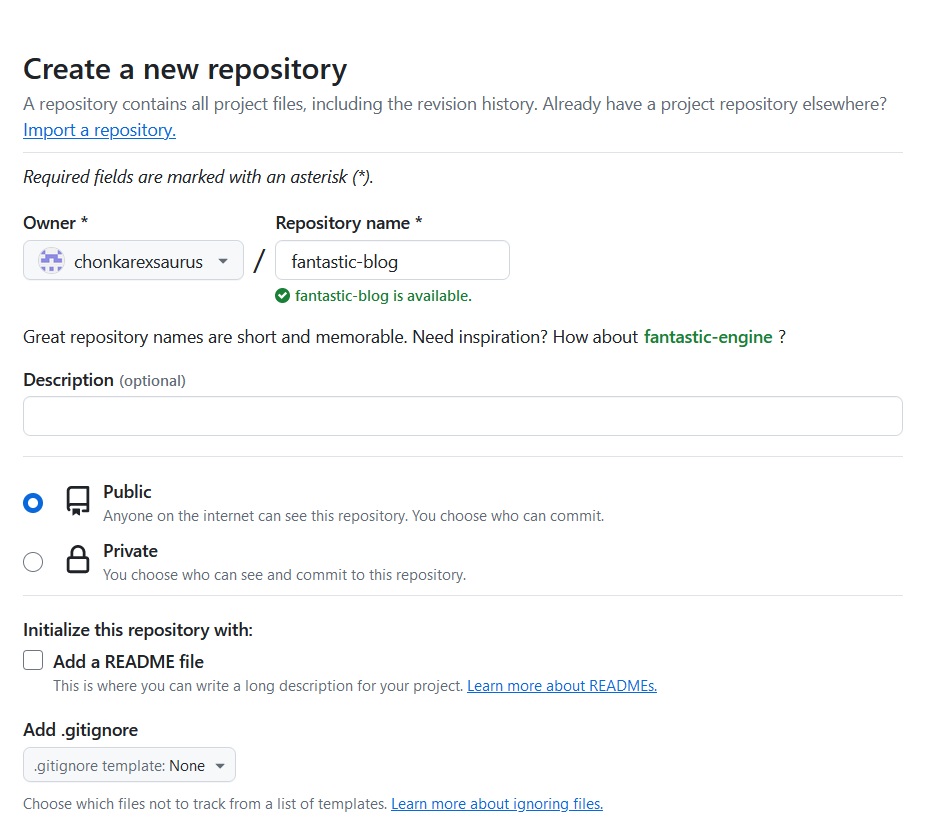 Create a new repository
A repository contains all project files, including the revision history. Already have a project repository elsewhere?
Import a repository.
Required fields are marked with an asterisk (*).
Owner *
Repository name *
chonkarexsaurus
/
fantastic-blog
fantastic-blog is available.
Great repository names are short and memorable. Need inspiration? How about fantastic-engine ?
Description (optional)
Public
Anyone on the internet can see this repository. You choose who can commit.
Private
You choose who can see and commit to this repository.
Initialize this repository with:
Add a README file
This is where you can write a long description for your project. Learn more about READMEs.
Add .gitignore
.gitignore template: None
Choose which files not to track from a list of templates. Learn more about ignoring files.